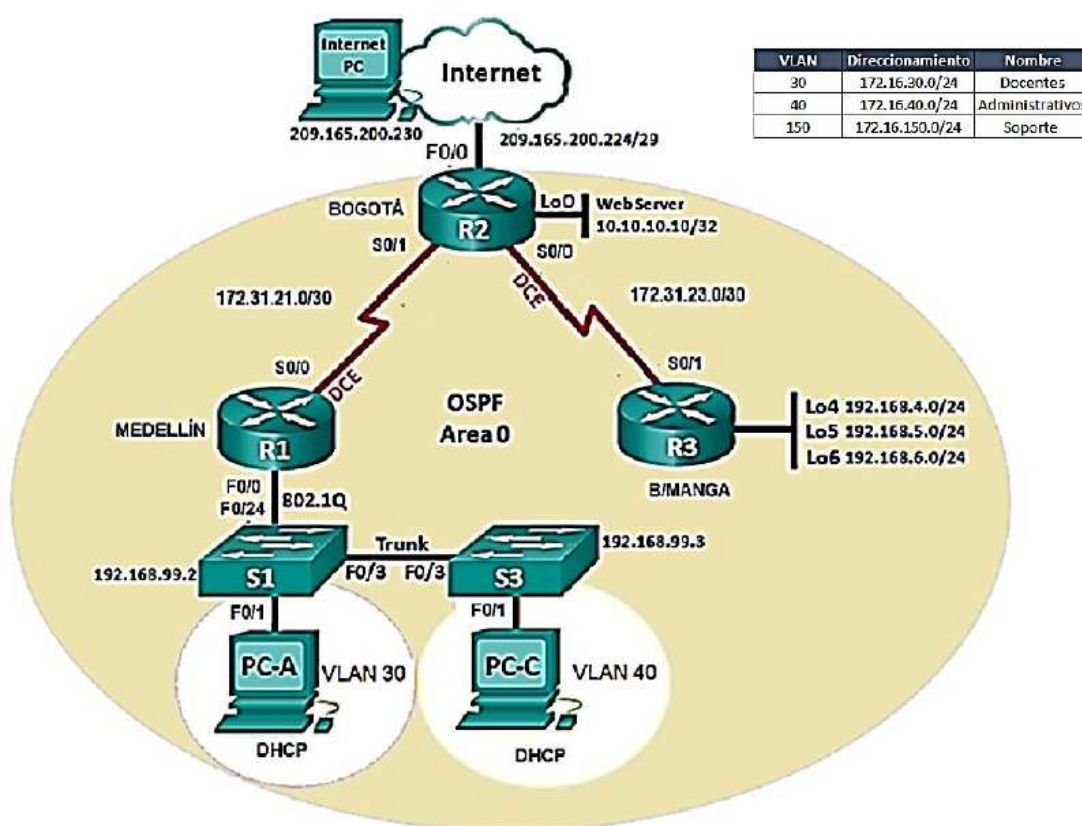 Internet
PC
Internet
209.165.200.230
209.165.200.224/29
F0/0
VLAN Direccionamiento Nombre
30 172.16.30.0/24 Docentes
40 172.16.40.0/24 Administrativos
150 172.16.150.0/24 Soporte
BOGOTÁ
R2
Lo0
Web Server
10.10.10.10/32
S0/1
S0/0
DCE
172.31.21.0/30
172.31.23.0/30
S0/0
DCE
S0/1
OSPF
Area 0
MEDELLÍN
R1
R3
B/MANGA
Lo4 192.168.4.0/24
Lo5 192.168.5.0/24
Lo6 192.168.6.0/24
F0/0
F0/24
802.1Q
192.168.99.2
S1
Trunk
F0/3 F0/3
S3
192.168.99.3
F0/1
F0/1
PC-A
VLAN 30
DHCP
PC-C
VLAN 40
DHCP